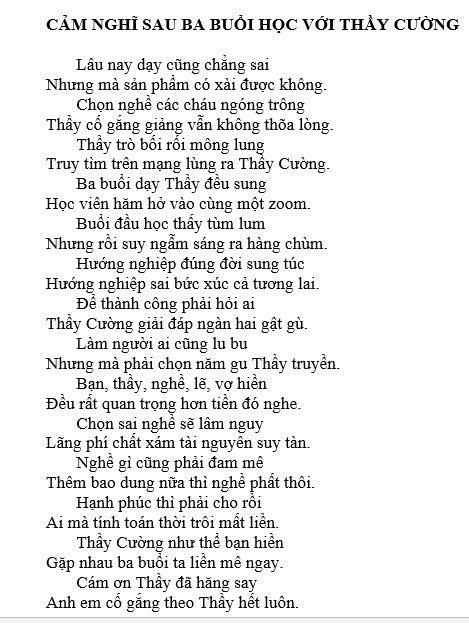 CẢM NGHĨ SAU BA BUỔI HỌC VỚI THẦY CƯỜNG
Lâu nay dạy cũng chẳng sai
Nhưng mà sản phẩm có xài được không.
Chọn nghề các cháu ngóng trông
Thầy cố gắng giảng vẫn không thõa lòng.
Thầy trò bối rối mông lung
Truy tìm trên mạng lùng ra Thầy Cường.
Ba buổi dạy Thầy đều sung
Học viên hăm hở vào cùng một zoom.
Buổi đầu học thấy tùm lum
Nhưng rồi suy ngẫm sáng ra hàng chùm.
Hướng nghiệp đúng đời sung túc
Hướng nghiệp sai bức xúc cả tương lai.
Để thành công phải hỏi ai
Thầy Cường giải đáp ngàn hai gật gù.
Làm người ai cũng lu bu
Nhưng mà phải chọn năm gu Thầy truyền.
Bạn, thầy, nghề, lẽ, vợ hiền
Đều rất quan trọng hơn tiền đó nghe.
Chọn sai nghề sẽ lâm nguy
Lãng phí chất xám tài nguyên suy tàn.
Nghề gì cũng phải đam mê
Thêm bao dung nữa thì nghề phất thôi.
Hạnh phúc thì phải cho rồi
Ai mà tính toán thời trôi mất liền.
Thầy Cường như thể bạn hiền
Gặp nhau ba buổi ta liền mê ngay.
Cám ơn Thầy đã hăng say
Anh em cố gắng theo Thầy hết luôn.